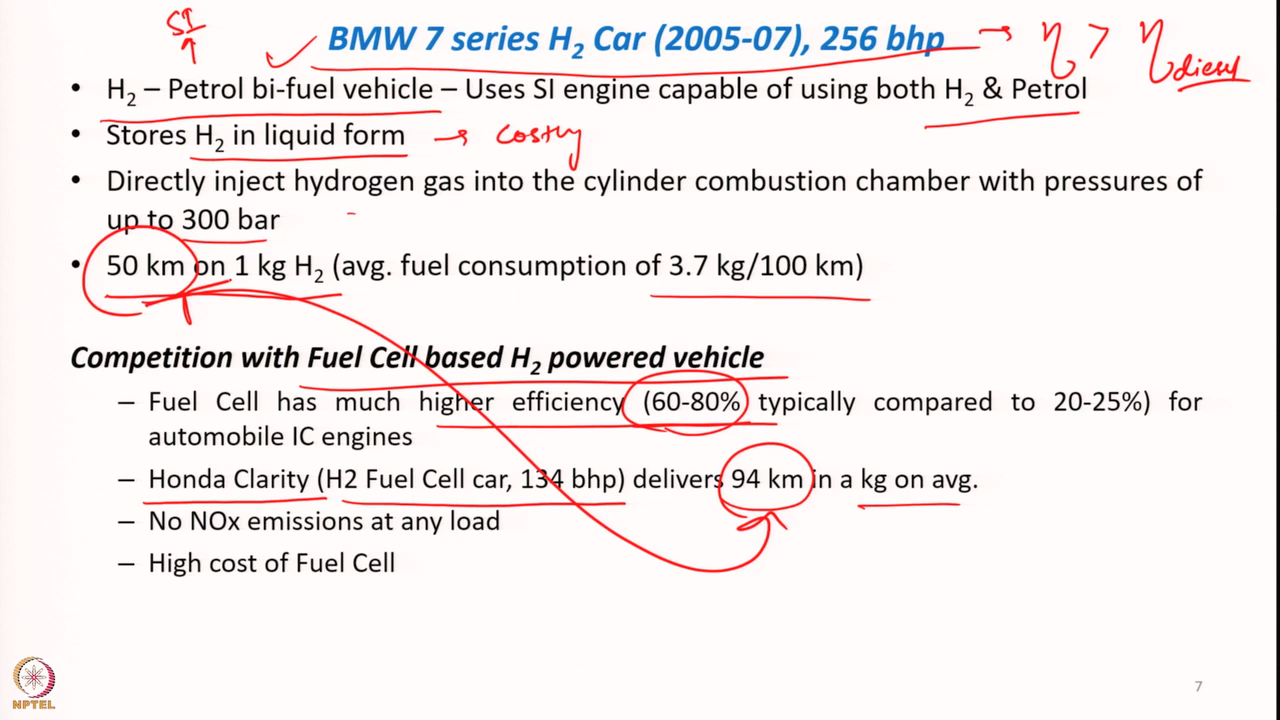 SI
BMW 7 series H₂ Car (2005-07), 256 bhp → η > η diesel
• H₂ – Petrol bi-fuel vehicle – Uses SI engine capable of using both H₂ & Petrol
• Stores H₂ in liquid form → costly
• Directly inject hydrogen gas into the cylinder combustion chamber with pressures of
up to 300 bar
• 50 km on 1 kg H₂ (avg. fuel consumption of 3.7 kg/100 km)
Competition with Fuel Cell based H₂ powered vehicle
– Fuel Cell has much higher efficiency (60-80% typically compared to 20-25%) for
automobile IC engines
– Honda Clarity (H2 Fuel Cell car, 134 bhp) delivers 94 km in a kg on avg.
– No NOx emissions at any load
– High cost of Fuel Cell
NPTEL
7